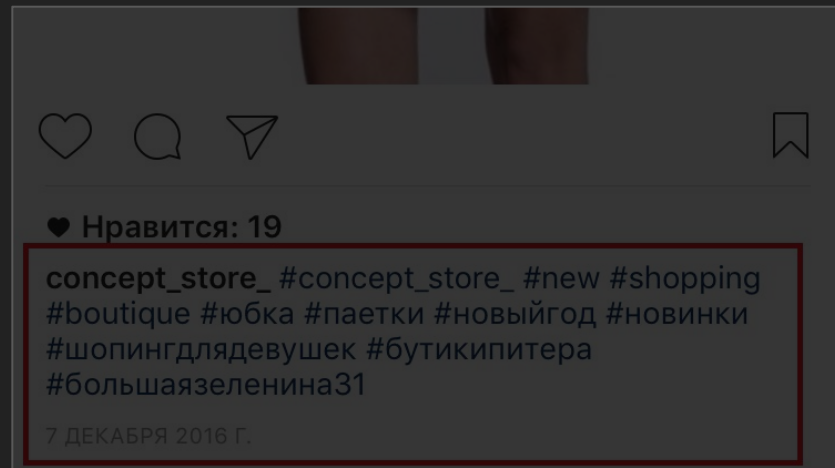 Нравится: 19
concept_store_ #concept_store_ #new #shopping
#boutique #юбка #паетки #новыйгод #новинки
#шопингдлядевушек #бутикипитера
#большаязеленина31
7 ДЕКАБРЯ 2016 Г.